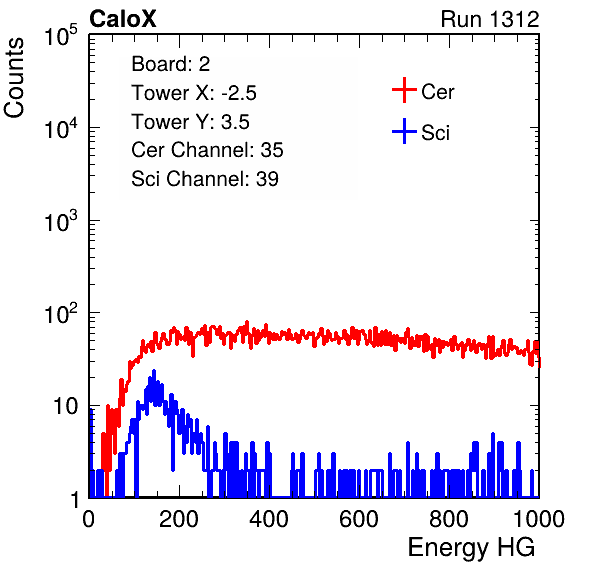 CaloX Run 1312
Counts
Board: 2
Tower X: -2.5
Tower Y: 3.5
Cer Channel: 35
Sci Channel: 39
Cer
Sci
10^5
10^4
10^3
10^2
10
1
0 200 400 600 800 1000
Energy HG